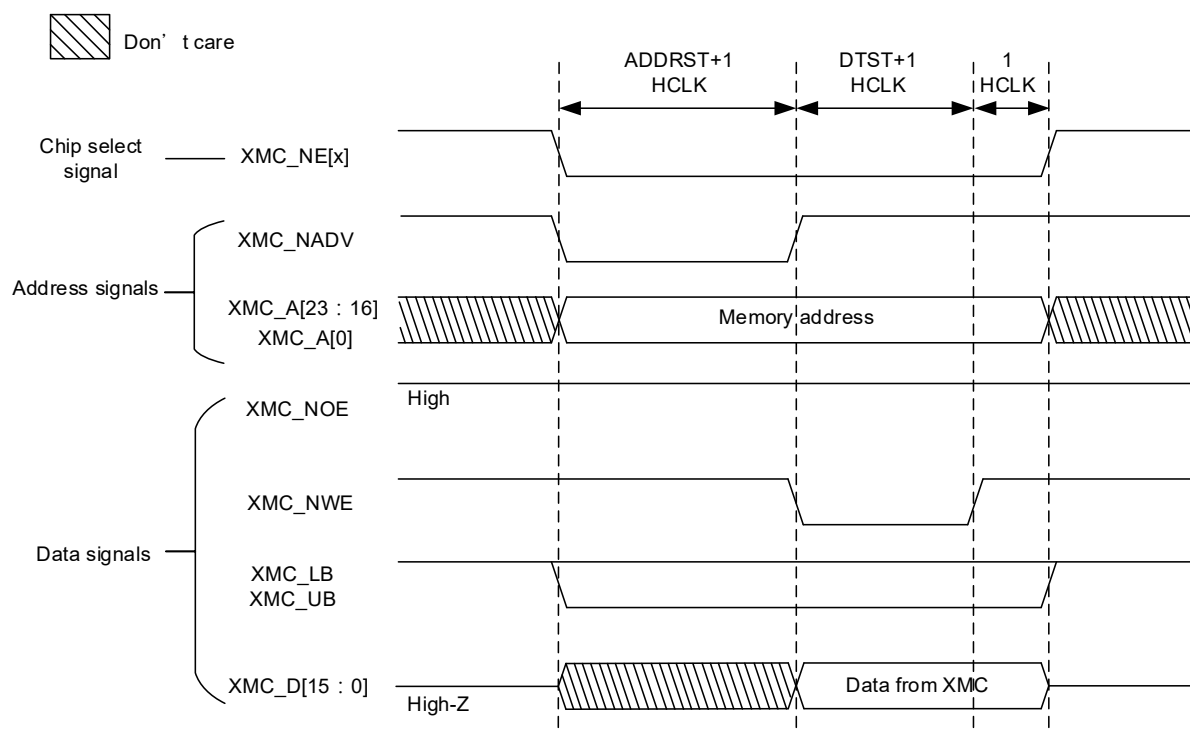 Don’ t care
ADDRST+1
HCLK
DTST+1
HCLK
1
HCLK
Chip select
signal
XMC_NE[x]
XMC_NADV
Address signals
XMC_A[23 : 16]
XMC_A[0]
Memory address
High
XMC_NOE
XMC_NWE
Data signals
XMC_LB
XMC_UB
XMC_D[15 : 0]
High-Z
Data from XMC